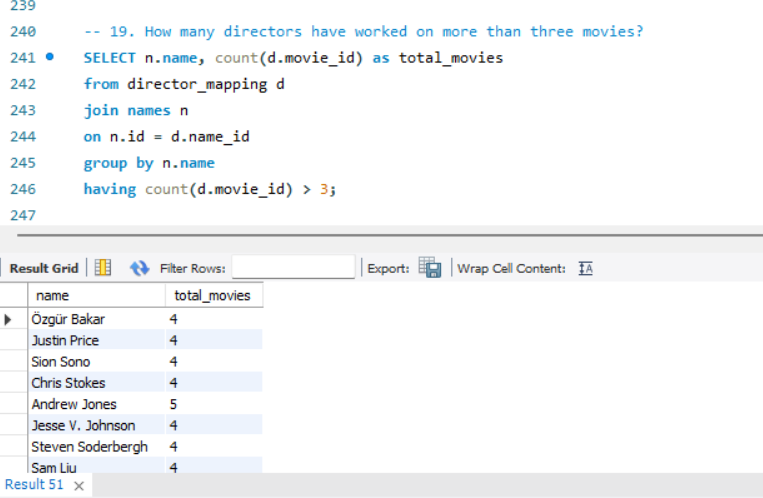 239
240 -- 19. How many directors have worked on more than three movies?
241 SELECT n.name, count(d.movie_id) as total_movies
242 from director_mapping d
243 join names n
244 on n.id = d.name_id
245 group by n.name
246 having count(d.movie_id) > 3;
247
Result Grid Filter Rows: Export: Wrap Cell Content: IA
name total_movies
Özgür Bakar 4
Justin Price 4
Sion Sono 4
Chris Stokes 4
Andrew Jones 5
Jesse V. Johnson 4
Steven Soderbergh 4
Sam Liu 4
Result 51 ×